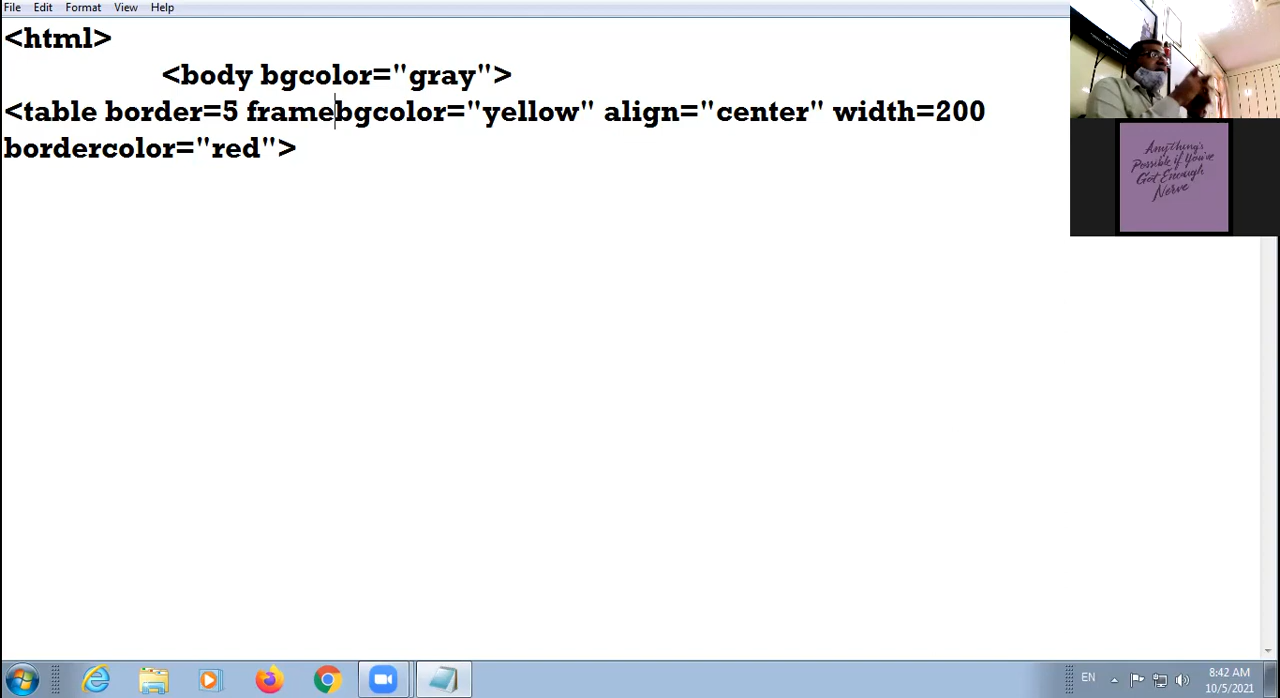 File Edit Format View Help
<html>
<body bgcolor="gray">
<table border=5 framebgcolor="yellow" align="center" width=200
bordercolor="red">
Anything's
Possible if You've
Got Enough
Nerve
EN
8:42 AM
10/5/2021